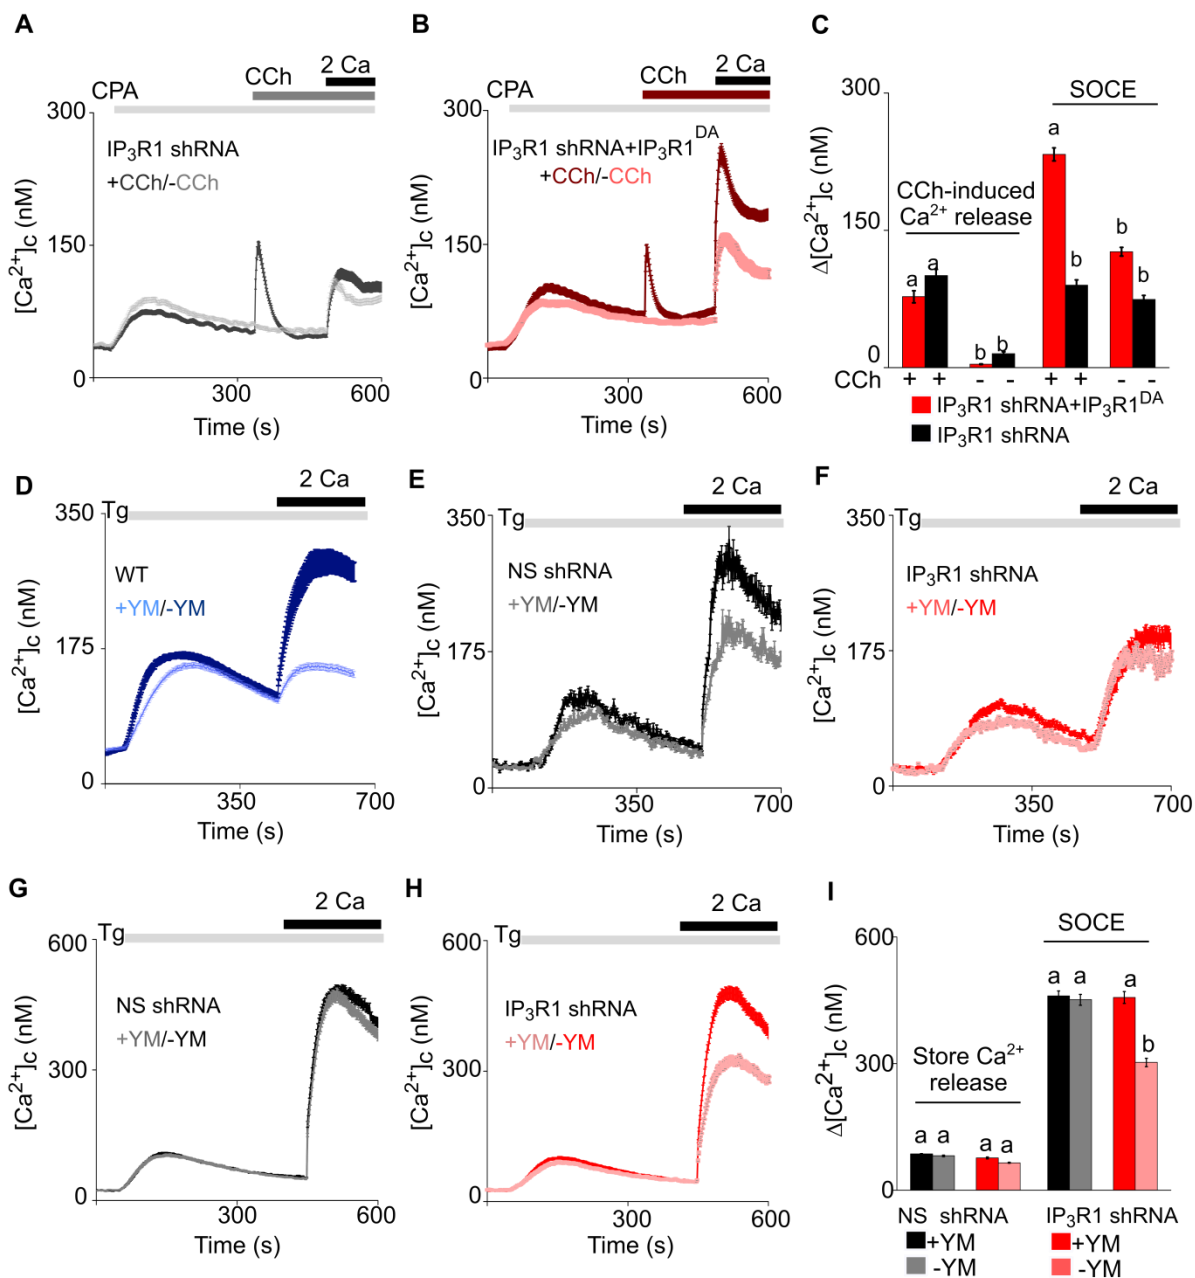 A
CPA
CCh
2 Ca
300
IP3R1 shRNA
+CCh/-CCh
150
0
300
600
[Ca2+]C (nM)
Time (s)
B
CPA
CCh
2 Ca
300
IP3R1 shRNA+IP3R1DA
+CCh/-CCh
150
0
300
600
[Ca2+]C (nM)
Time (s)
C
300
SOCE
a
CCh-induced
Ca2+ release
150
a a
b b
b
b
b
0
Δ[Ca2+]C (nM)
CCh + + - - + + - -
IP3R1 shRNA+IP3R1DA
IP3R1 shRNA
D
2 Ca
Tg
350
WT
+YM/-YM
175
0
350
700
[Ca2+]C (nM)
Time (s)
E
2 Ca
Tg
350
NS shRNA
+YM/-YM
175
0
350
700
[Ca2+]C (nM)
Time (s)
F
2 Ca
Tg
350
IP3R1 shRNA
+YM/-YM
175
0
350
700
[Ca2+]C (nM)
Time (s)
G
2 Ca
Tg
600
NS shRNA
+YM/-YM
300
0
300
600
[Ca2+]C (nM)
Time (s)
H
2 Ca
Tg
600
IP3R1 shRNA
+YM/-YM
300
0
300
600
[Ca2+]C (nM)
Time (s)
I
SOCE
600
a a a
b
Store Ca2+
release
300
a a a a
0
Δ[Ca2+]C (nM)
NS shRNA
+YM
-YM
IP3R1 shRNA
+YM
-YM